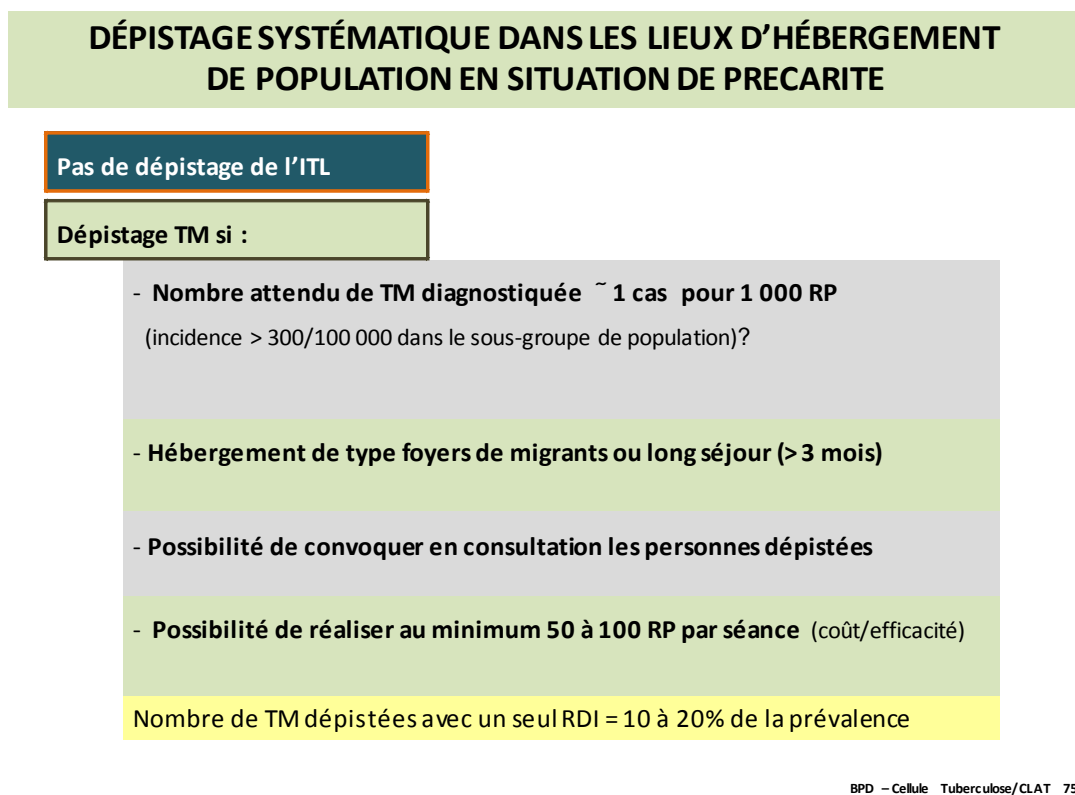 DÉPISTAGE SYSTÉMATIQUE DANS LES LIEUX D’HÉBERGEMENT
DE POPULATION EN SITUATION DE PRECARITE
Pas de dépistage de l’ITL
Dépistage TM si :
- Nombre attendu de TM diagnostiquée ~ 1 cas pour 1 000 RP
(incidence > 300/100 000 dans le sous-groupe de population)?
- Hébergement de type foyers de migrants ou long séjour (> 3 mois)
- Possibilité de convoquer en consultation les personnes dépistées
- Possibilité de réaliser au minimum 50 à 100 RP par séance (coût/efficacité)
Nombre de TM dépistées avec un seul RDI = 10 à 20% de la prévalence
BPD – Cellule Tuberculose/CLAT 75